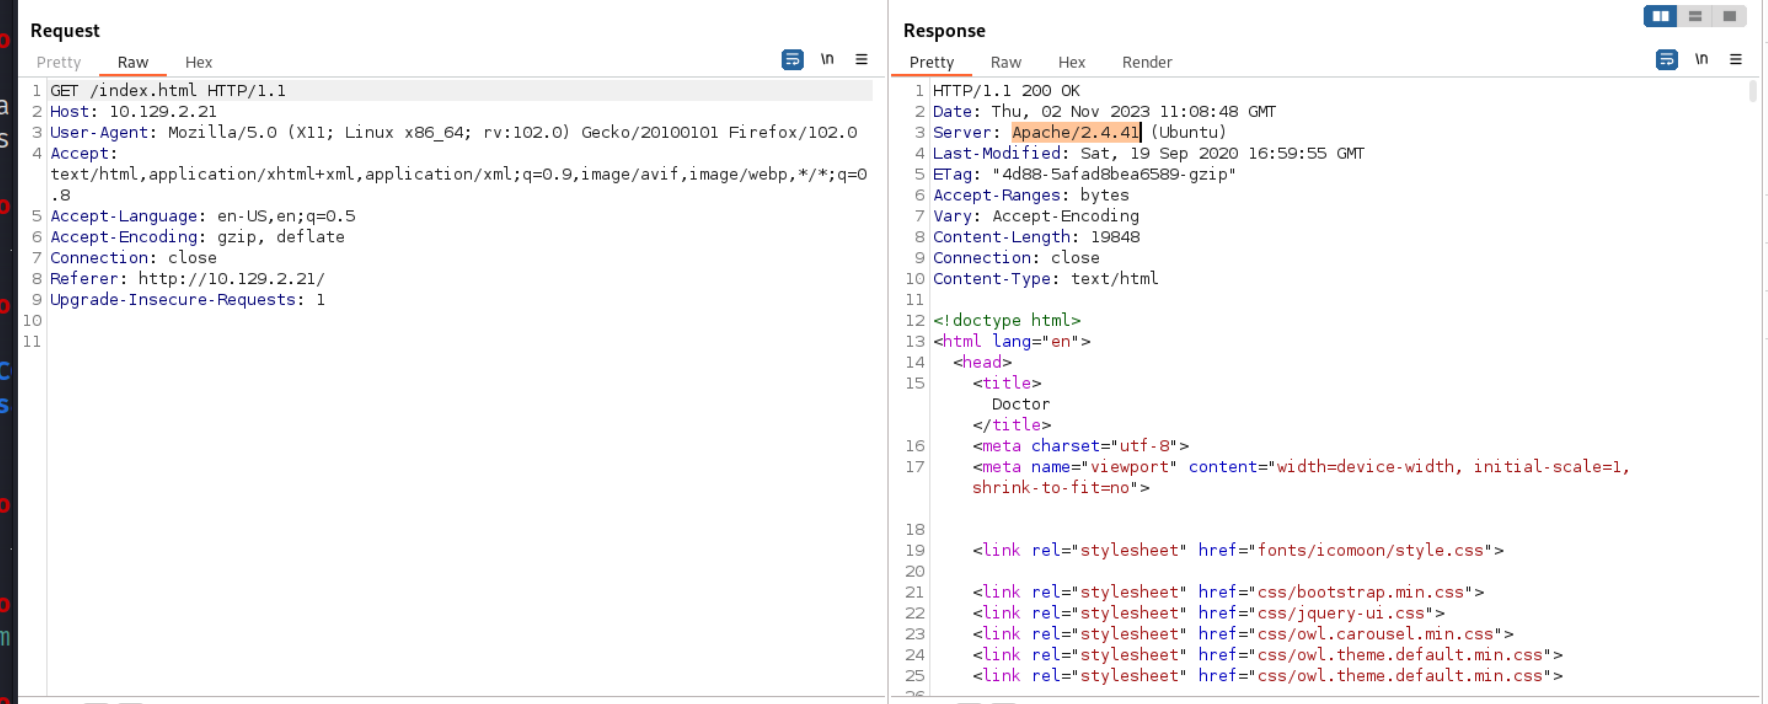 Request
Pretty Raw Hex \n
1 GET /index.html HTTP/1.1
2 Host: 10.129.2.21
3 User-Agent: Mozilla/5.0 (X11; Linux x86_64; rv:102.0) Gecko/20100101 Firefox/102.0
4 Accept:
text/html,application/xhtml+xml,application/xml;q=0.9,image/avif,image/webp,*/*;q=0
.8
5 Accept-Language: en-US,en;q=0.5
6 Accept-Encoding: gzip, deflate
7 Connection: close
8 Referer: http://10.129.2.21/
9 Upgrade-Insecure-Requests: 1
10
11
Response
Pretty Raw Hex Render \n
1 HTTP/1.1 200 OK
2 Date: Thu, 02 Nov 2023 11:08:48 GMT
3 Server: Apache/2.4.41 (Ubuntu)
4 Last-Modified: Sat, 19 Sep 2020 16:59:55 GMT
5 ETag: "4d88-5afad8bea6589-gzip"
6 Accept-Ranges: bytes
7 Vary: Accept-Encoding
8 Content-Length: 19848
9 Connection: close
10 Content-Type: text/html
11
12 <!doctype html>
13 <html lang="en">
14 <head>
15 <title>
Doctor
</title>
16 <meta charset="utf-8">
17 <meta name="viewport" content="width=device-width, initial-scale=1,
shrink-to-fit=no">
18
19 <link rel="stylesheet" href="fonts/icomoon/style.css">
20
21 <link rel="stylesheet" href="css/bootstrap.min.css">
22 <link rel="stylesheet" href="css/jquery-ui.css">
23 <link rel="stylesheet" href="css/owl.carousel.min.css">
24 <link rel="stylesheet" href="css/owl.theme.default.min.css">
25 <link rel="stylesheet" href="css/owl.theme.default.min.css">